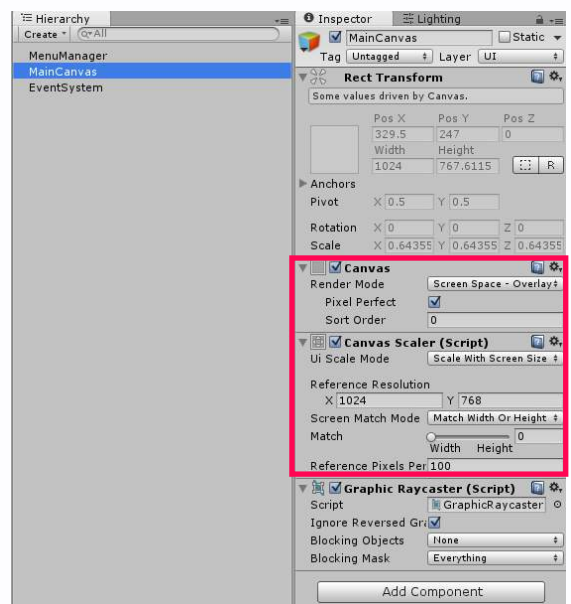 Hierarchy
Create
All
MenuManager
MainCanvas
EventSystem
Inspector Lighting
MainCanvas Static
Tag Untagged Layer UI
Rect Transform
Some values driven by Canvas.
Pos X Pos Y Pos Z
329.5 247 0
Width Height
1024 767.6115 R
Anchors
Pivot X 0.5 Y 0.5
Rotation X 0 Y 0 Z 0
Scale X 0.64355 Y 0.64355 Z 0.64355
Canvas
Render Mode Screen Space - Overlay
Pixel Perfect
Sort Order 0
Canvas Scaler (Script)
Ui Scale Mode Scale With Screen Size
Reference Resolution
X 1024 Y 768
Screen Match Mode Match Width Or Height
Match 0
Width Height
Reference Pixels Per 100
Graphic Raycaster (Script)
Script GraphicRaycaster
Ignore Reversed Gra
Blocking Objects None
Blocking Mask Everything
Add Component